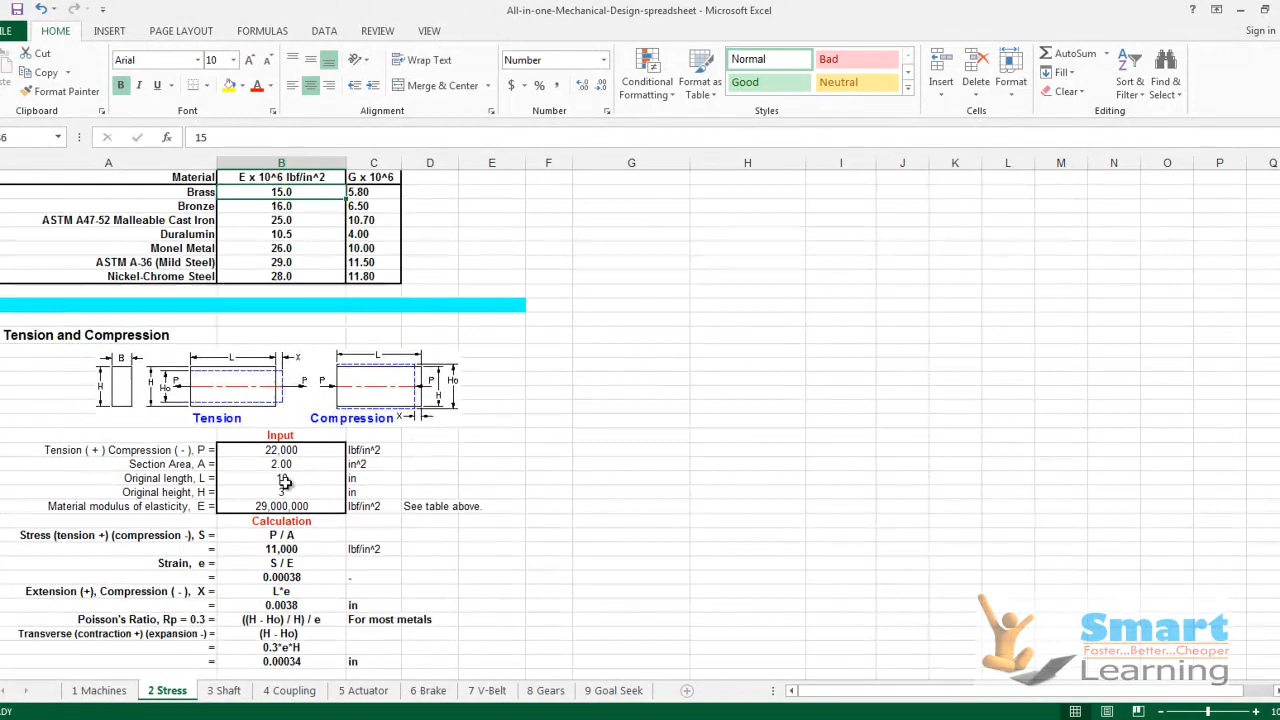 All-in-one-Mechanical-Design-spreadsheet - Microsoft Excel
Sign in
HOME INSERT PAGE LAYOUT FORMULAS DATA REVIEW VIEW
Cut
Copy
Format Painter
Clipboard
Arial 10
B I U
Font
Wrap Text
Merge & Center
Alignment
Number
$ % ,
Number
Conditional Formatting
Format as Table
Normal Bad
Good Neutral
Styles
Insert Delete Format
Cells
AutoSum
Fill
Clear
Sort & Filter
Find & Select
Editing
fx 15
A B C D E F G H I J K L M N O P Q
Material E x 10^6 lbf/in^2 G x 10^6
Brass 15.0 5.80
Bronze 16.0 6.50
ASTM A47-52 Malleable Cast Iron 25.0 10.70
Duralumin 10.5 4.00
Monel Metal 26.0 10.00
ASTM A-36 (Mild Steel) 29.0 11.50
Nickel-Chrome Steel 28.0 11.80
Tension and Compression
B L X L
H H Ho P P P P H Ho
Tension Compression X
Input
Tension ( + ) Compression ( - ), P = 22,000 lbf/in^2
Section Area, A = 2.00 in^2
Original length, L = in
Original height, H = 3 in
Material modulus of elasticity, E = 29,000,000 lbf/in^2 See table above.
Calculation
Stress (tension +) (compression -), S = P / A
= 11,000 lbf/in^2
Strain, e = S / E
= 0.00038 -
Extension (+), Compression ( - ), X = L*e
= 0.0038 in
Poisson's Ratio, Rp = 0.3 = ((H - Ho) / H) / e For most metals
Transverse (contraction +) (expansion -) = (H - Ho)
= 0.3*e*H
= 0.00034 in
Smart
Faster...Better...Cheaper
Learning
1 Machines 2 Stress 3 Shaft 4 Coupling 5 Actuator 6 Brake 7 V-Belt 8 Gears 9 Goal Seek